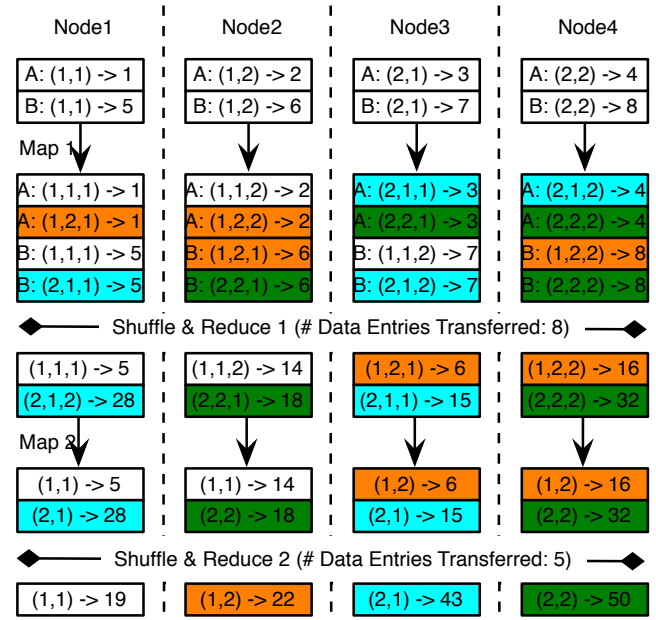 Node1 Node2 Node3 Node4
A: (1,1) -> 1 A: (1,2) -> 2 A: (2,1) -> 3 A: (2,2) -> 4
B: (1,1) -> 5 B: (1,2) -> 6 B: (2,1) -> 7 B: (2,2) -> 8
Map 1
A: (1,1,1) -> 1 A: (1,1,2) -> 2 A: (2,1,1) -> 3 A: (2,1,2) -> 4
A: (1,2,1) -> 1 A: (1,2,2) -> 2 A: (2,2,1) -> 3 A: (2,2,2) -> 4
B: (1,1,1) -> 5 B: (1,2,1) -> 6 B: (1,1,2) -> 7 B: (1,2,2) -> 8
B: (2,1,1) -> 5 B: (2,2,1) -> 6 B: (2,1,2) -> 7 B: (2,2,2) -> 8
Shuffle & Reduce 1 (# Data Entries Transferred: 8)
(1,1,1) -> 5 (1,1,2) -> 14 (1,2,1) -> 6 (1,2,2) -> 16
(2,1,2) -> 28 (2,2,1) -> 18 (2,1,1) -> 15 (2,2,2) -> 32
Map 2
(1,1) -> 5 (1,1) -> 14 (1,2) -> 6 (1,2) -> 16
(2,1) -> 28 (2,2) -> 18 (2,1) -> 15 (2,2) -> 32
Shuffle & Reduce 2 (# Data Entries Transferred: 5)
(1,1) -> 19 (1,2) -> 22 (2,1) -> 43 (2,2) -> 50